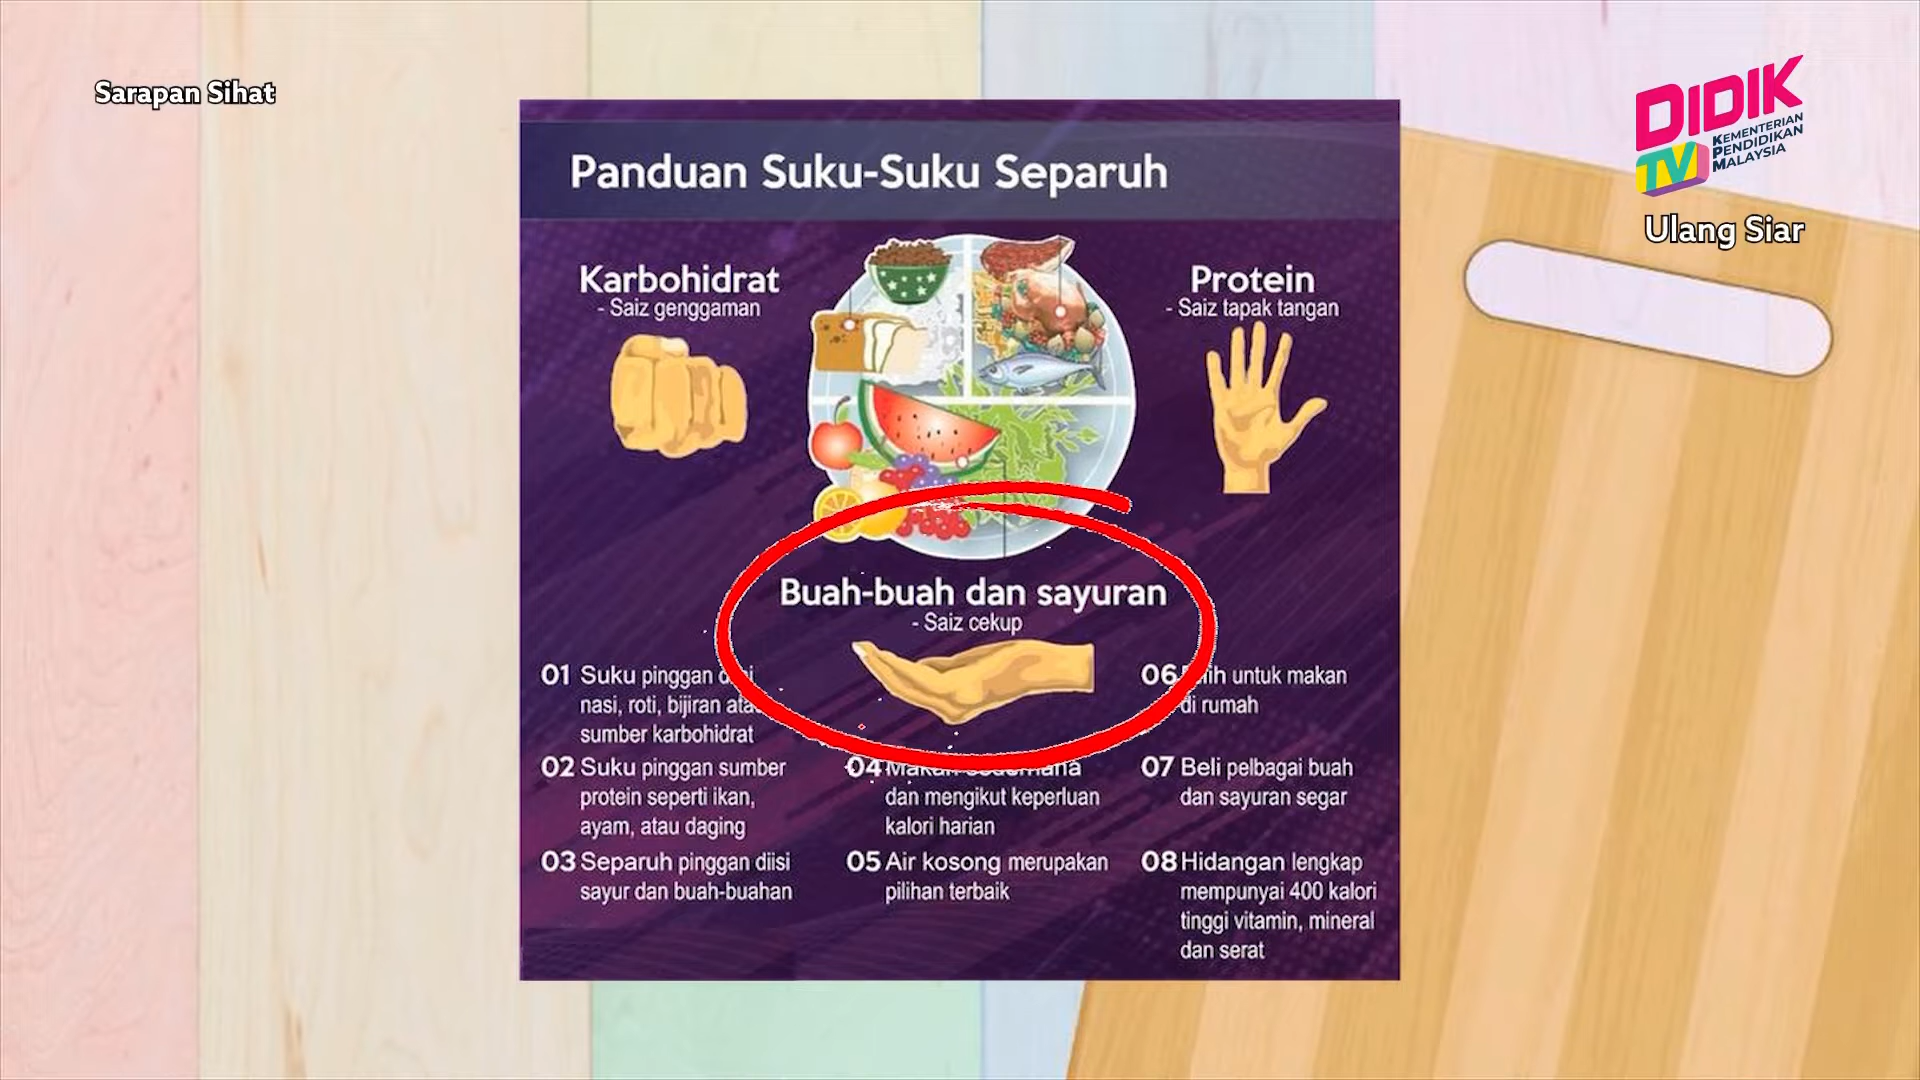 Sarapan Sihat
DIDIK
TV
KEMENTERIAN
PENDIDIKAN
MALAYSIA
Ulang Siar
Panduan Suku-Suku Separuh
Karbohidrat
- Saiz genggaman
Protein
- Saiz tapak tangan
Buah-buah dan sayuran
- Saiz cekup
01 Suku pinggan
nasi, roti, bijiran
sumber karbohidrat
02 Suku pinggan sumber
protein seperti ikan,
ayam, atau daging
03 Separuh pinggan diisi
sayur dan buah-buahan
04 Makan
dan mengikut keperluan
kalori harian
05 Air kosong merupakan
pilihan terbaik
06 untuk makan
di rumah
07 Beli pelbagai buah
dan sayuran segar
08 Hidangan lengkap
mempunyai 400 kalori
tinggi vitamin, mineral
dan serat